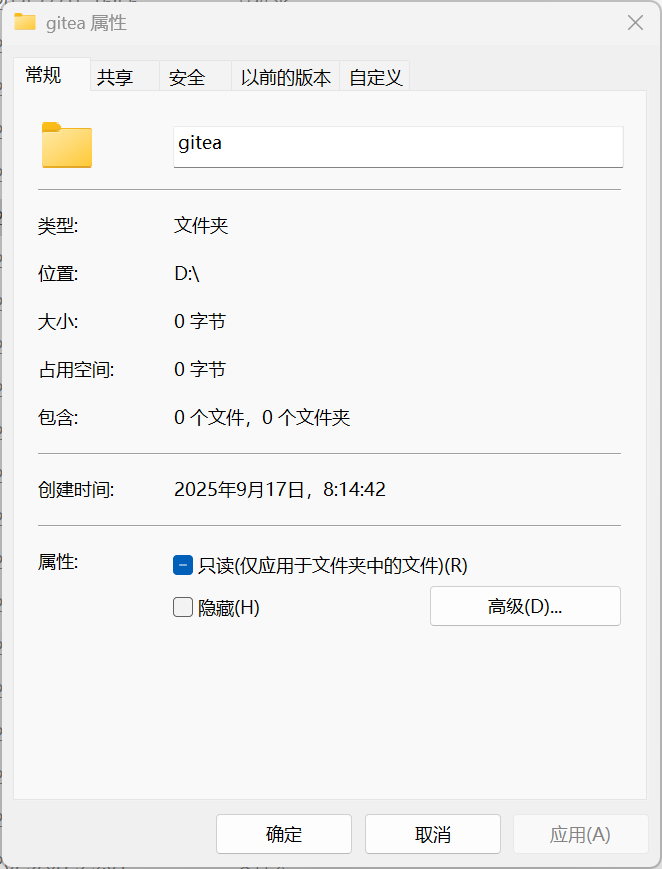 gitea 属性
常规 共享 安全 以前的版本 自定义
gitea
类型: 文件夹
位置: D:\
大小: 0 字节
占用空间: 0 字节
包含: 0 个文件，0 个文件夹
创建时间: 2025年9月17日，8:14:42
属性: 只读(仅应用于文件夹中的文件)(R)
隐藏(H) 高级(D)...
确定 取消 应用(A)